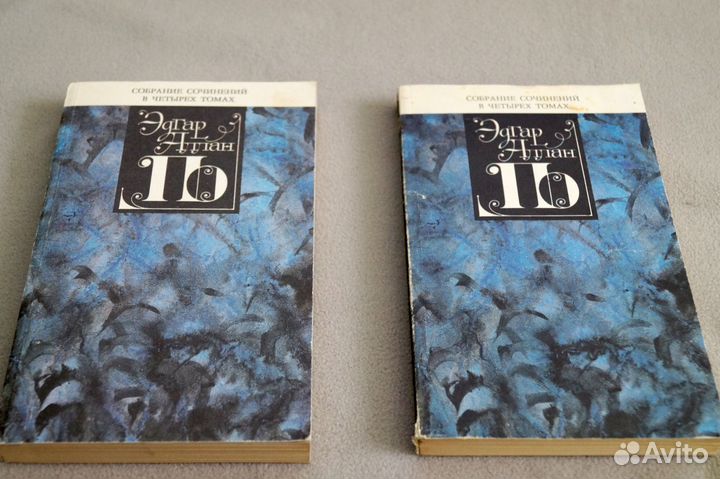 СОБРАНИЕ СОЧИНЕНИЙ
В ЧЕТЫРЕХ ТОМАХ
Эдгар
Аллан
ПО
СОБРАНИЕ СОЧИНЕНИЙ
В ЧЕТЫРЕХ ТОМАХ
Эдгар
Аллан
ПО
Avito